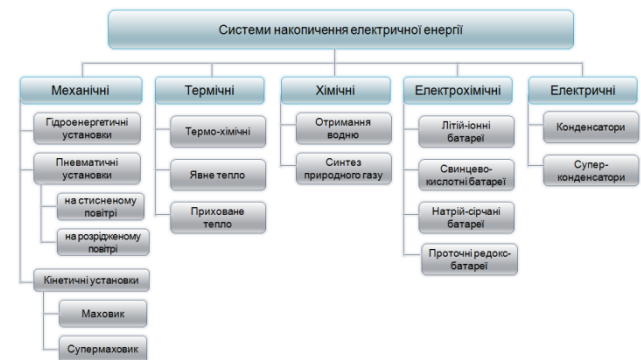 Системи накопичення електричної енергії
Механічні
Гідроенергетичні
установки
Пневматичні
установки
на стисненому
повітрі
на розрідженому
повітрі
Кінетичні установки
Маховик
Супермаховик
Термічні
Термо-хімічні
Явне тепло
Приховане
тепло
Хімічні
Отримання
водню
Синтез
природного газу
Електрохімічні
Літій-іонні
батареї
Свинцево-
кислотні батареї
Натрій-сірчані
батареї
Проточні редокс-
батареї
Електричні
Конденсатори
Супер-
конденсатори